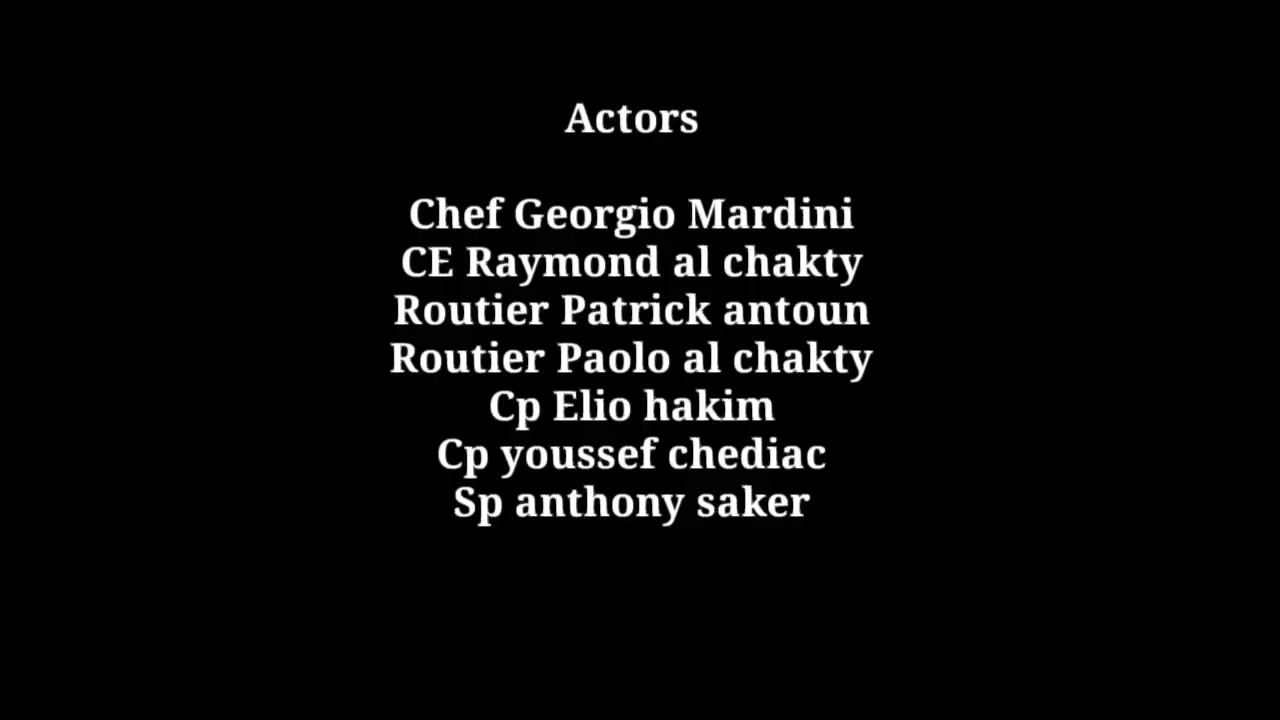 Actors
Chef Georgio Mardini
CE Raymond al chakty
Routier Patrick antoun
Routier Paolo al chakty
Cp Elio hakim
Cp youssef chediac
Sp anthony saker